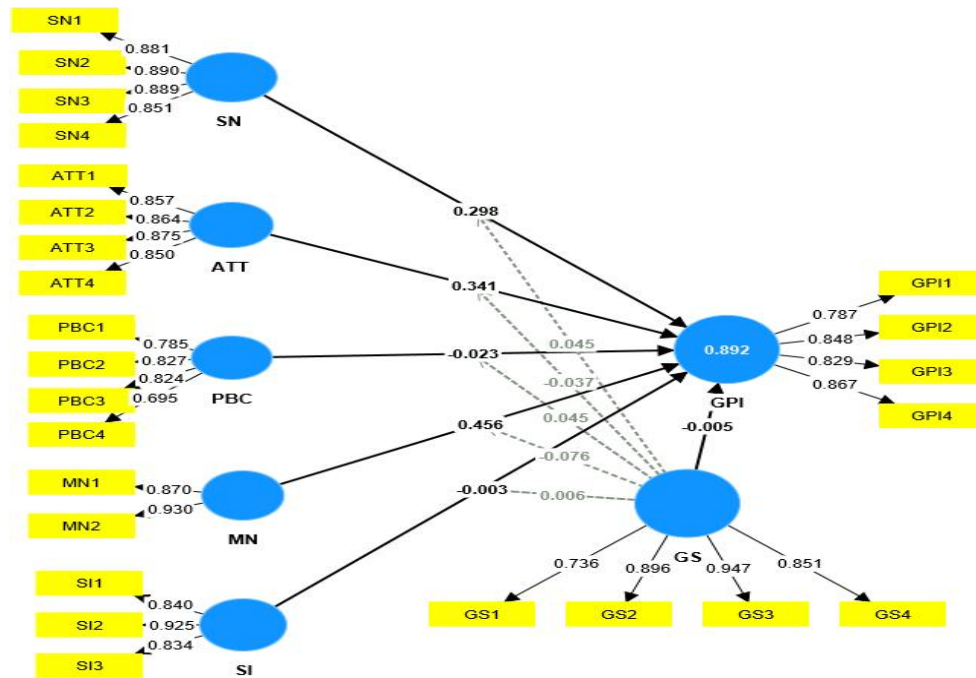 SN1
0.881
SN2
0.890
SN3
0.889
SN4
0.851
SN
ATT1
0.857
ATT2
0.864
ATT3
0.875
ATT4
0.850
ATT
PBC1
0.785
PBC2
0.827
PBC3
0.824
PBC4
0.695
PBC
MN1
0.870
MN2
0.930
MN
SI1
0.840
SI2
0.925
SI3
0.834
SI
0.298
0.341
-0.023
0.456
-0.003
0.045
-0.037
0.045
-0.076
0.006
0.892
GPI
-0.005
GPI1
0.787
GPI2
0.848
GPI3
0.829
GPI4
0.867
GS
0.736
0.896
0.947
0.851
GS1
GS2
GS3
GS4